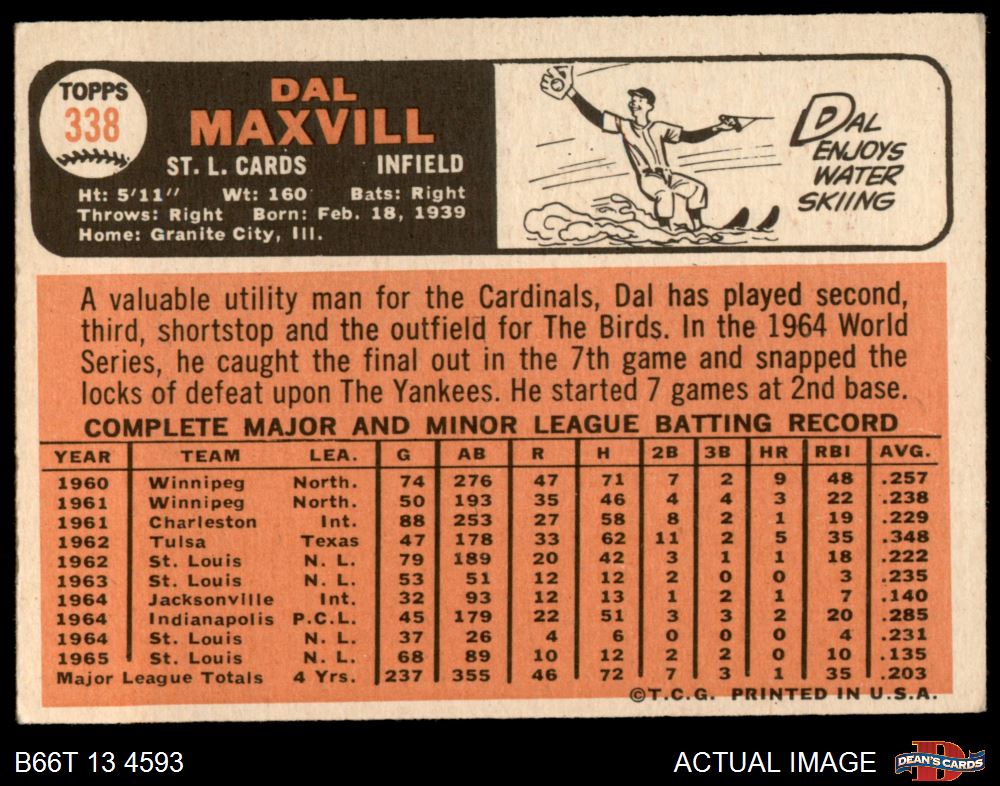 TOPPS
338
DAL
MAXVILL
ST. L. CARDS INFIELD
Ht: 5'11" Wt: 160 Bats: Right
Throws: Right Born: Feb. 18, 1939
Home: Granite City, Ill.
DAL
ENJOYS
WATER
SKIING
A valuable utility man for the Cardinals, Dal has played second,
third, shortstop and the outfield for The Birds. In the 1964 World
Series, he caught the final out in the 7th game and snapped the
locks of defeat upon The Yankees. He started 7 games at 2nd base.
COMPLETE MAJOR AND MINOR LEAGUE BATTING RECORD
YEAR TEAM LEA. G AB R H 2B 3B HR RBI AVG.
1960 Winnipeg North. 74 276 47 71 7 2 9 48 .257
1961 Winnipeg North. 50 193 35 46 4 4 3 22 .238
1961 Charleston Int. 88 253 27 58 8 2 1 19 .229
1962 Tulsa Texas 47 178 33 62 11 2 5 35 .348
1962 St. Louis N. L. 79 189 20 42 3 1 1 18 .222
1963 St. Louis N. L. 53 51 12 12 2 0 0 3 .235
1964 Jacksonville Int. 32 93 12 13 1 2 1 7 .140
1964 Indianapolis P.C.L. 45 179 22 51 3 3 2 20 .285
1964 St. Louis N. L. 37 26 4 6 0 0 0 4 .231
1965 St. Louis N. L. 68 89 10 12 2 2 0 10 .135
Major League Totals 4 Yrs. 237 355 46 72 7 3 1 35 .203
©T.C.G. PRINTED IN U.S.A.
B66T 13 4593 ACTUAL IMAGE D DEAN'S CARDS